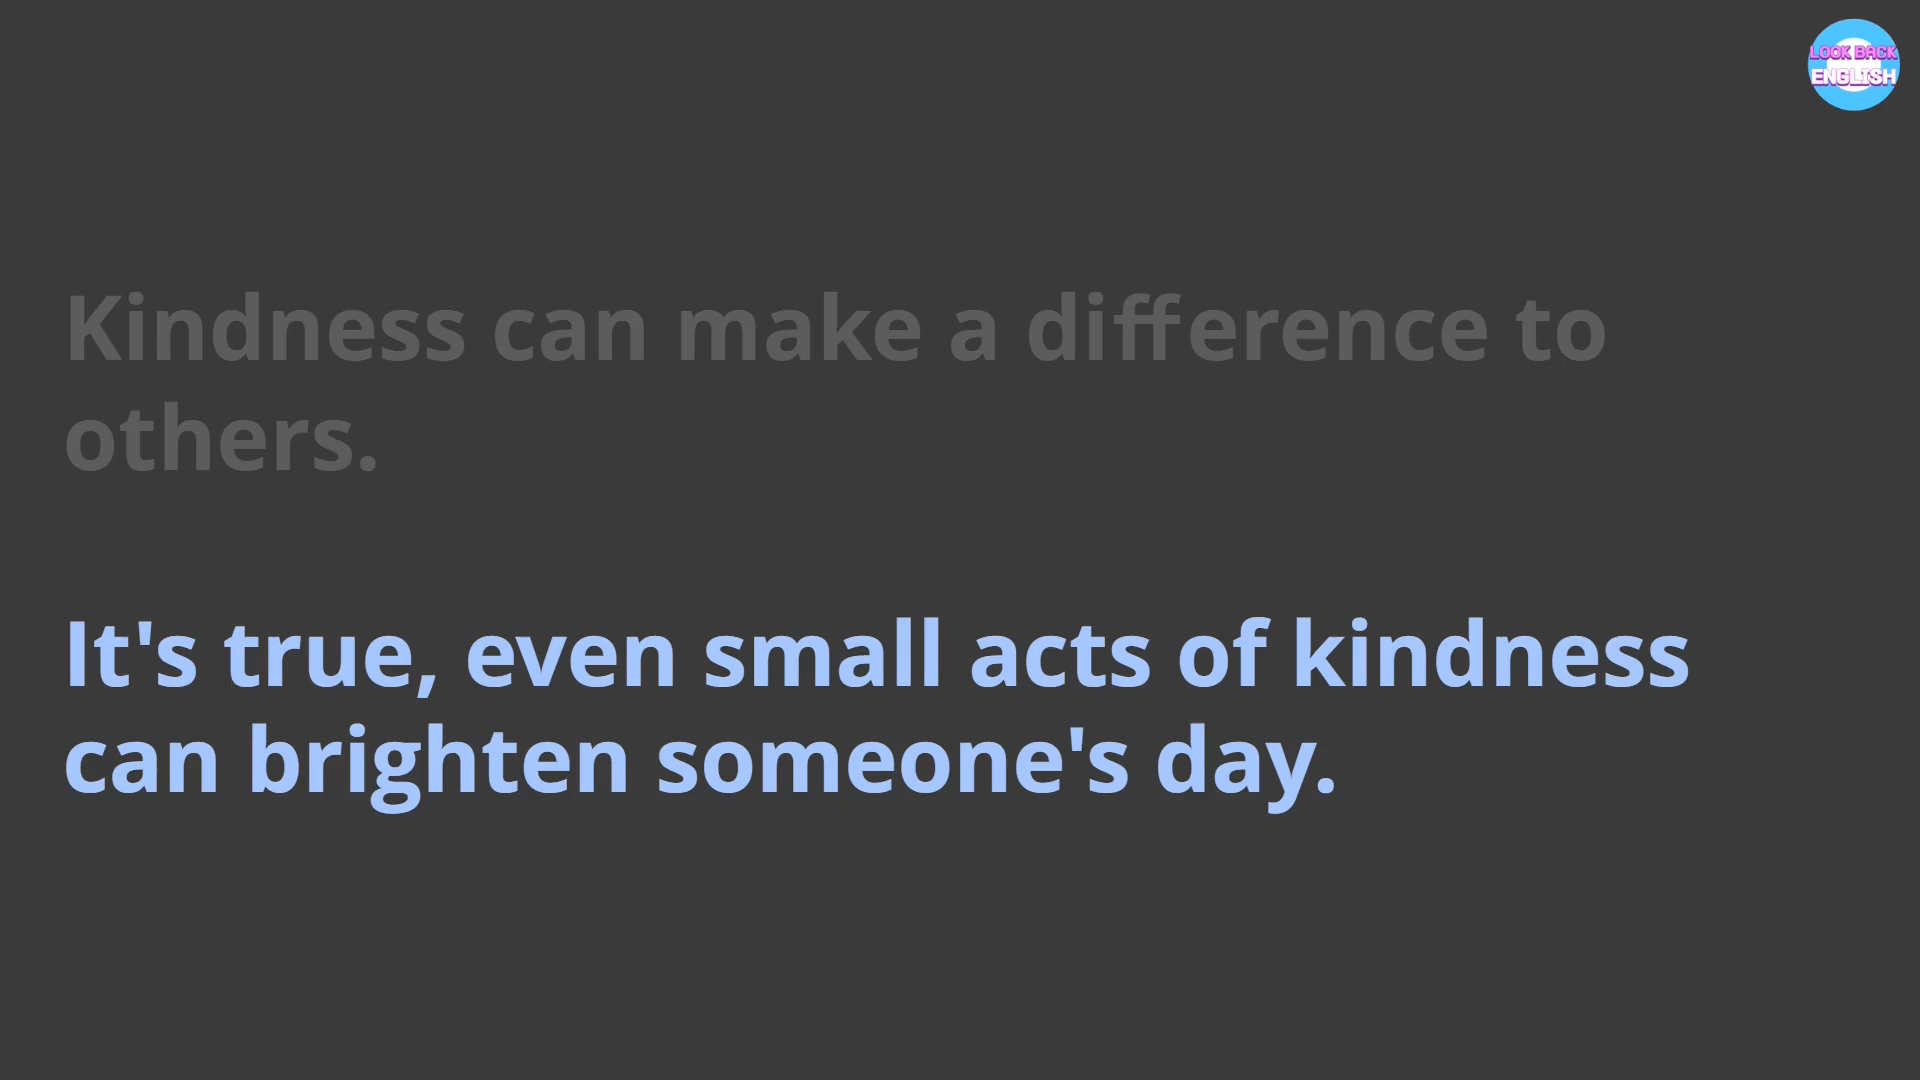 LOOK BACK
ENGLISH
Kindness can make a difference to
others.
It's true, even small acts of kindness
can brighten someone's day.